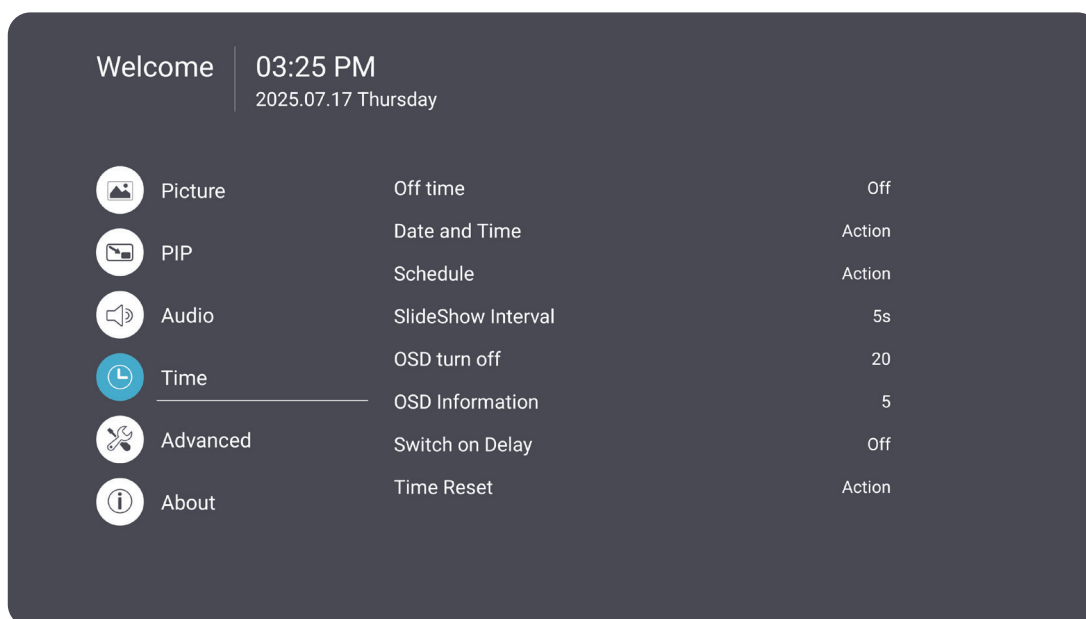 Welcome
03:25 PM
2025.07.17 Thursday
Picture
PIP
Audio
Time
Advanced
About
Off time Off
Date and Time Action
Schedule Action
SlideShow Interval 5s
OSD turn off 20
OSD Information 5
Switch on Delay Off
Time Reset Action